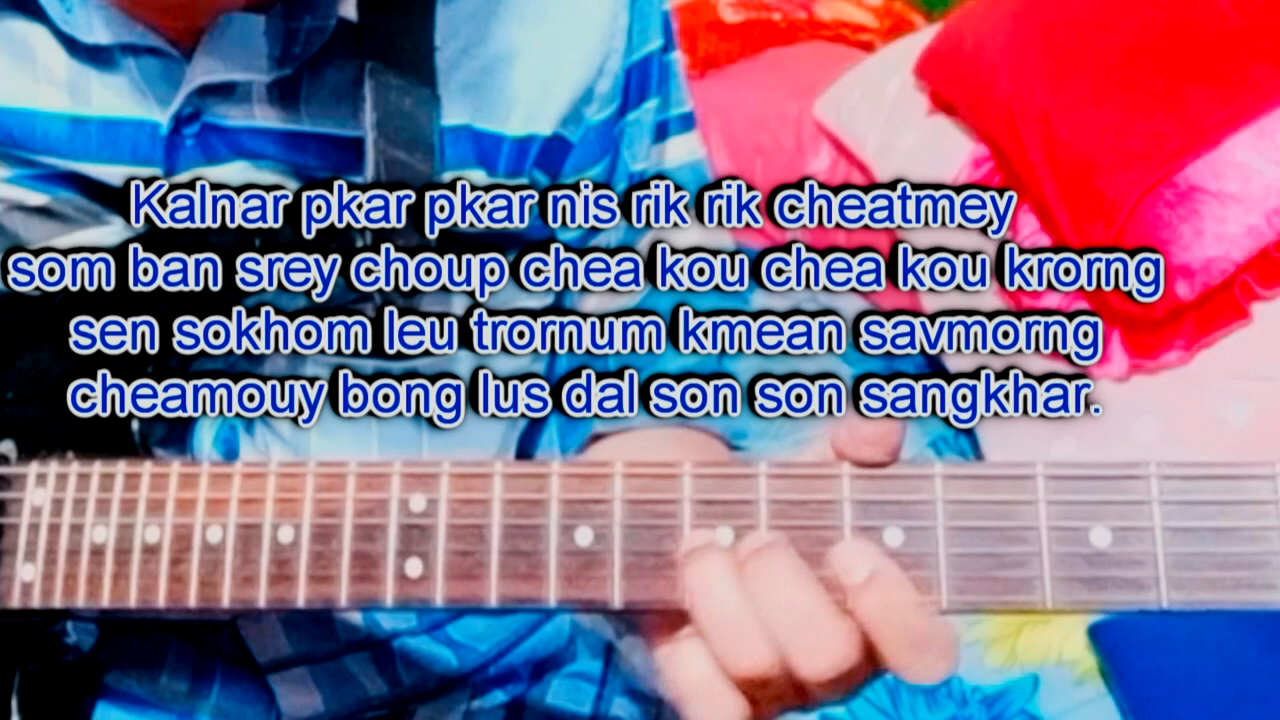 Kalnar pkar pkar nis rik rik cheatmey
som ban srey choup chea kou chea kou krorng
sen sokhom leu trornum kmean savmorng
cheamouy bong lus dal son son sangkhar.